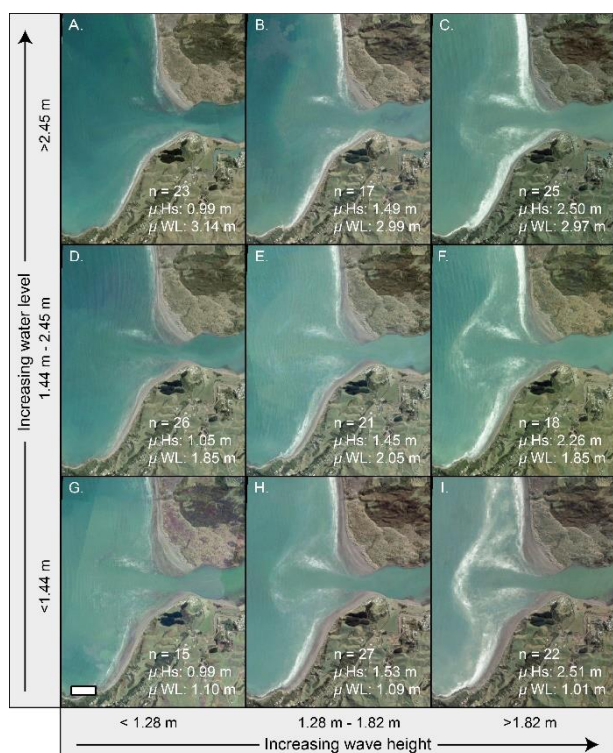 A.
n = 23
μ Hs: 0.99 m
μ WL: 3.14 m
B.
n = 17
μ Hs: 1.49 m
μ WL: 2.99 m
C.
n = 25
μ Hs: 2.50 m
μ WL: 2.97 m
>2.45 m
D.
n = 26
μ Hs: 1.05 m
μ WL: 1.85 m
E.
n = 21
μ Hs: 1.45 m
μ WL: 2.05 m
F.
n = 18
μ Hs: 2.26 m
μ WL: 1.85 m
Increasing water level
1.44 m - 2.45 m
G.
n = 15
μ Hs: 0.99 m
μ WL: 1.10 m
H.
n = 27
μ Hs: 1.53 m
μ WL: 1.09 m
I.
n = 22
μ Hs: 2.51 m
μ WL: 1.01 m
<1.44 m
< 1.28 m
1.28 m - 1.82 m
>1.82 m
Increasing wave height